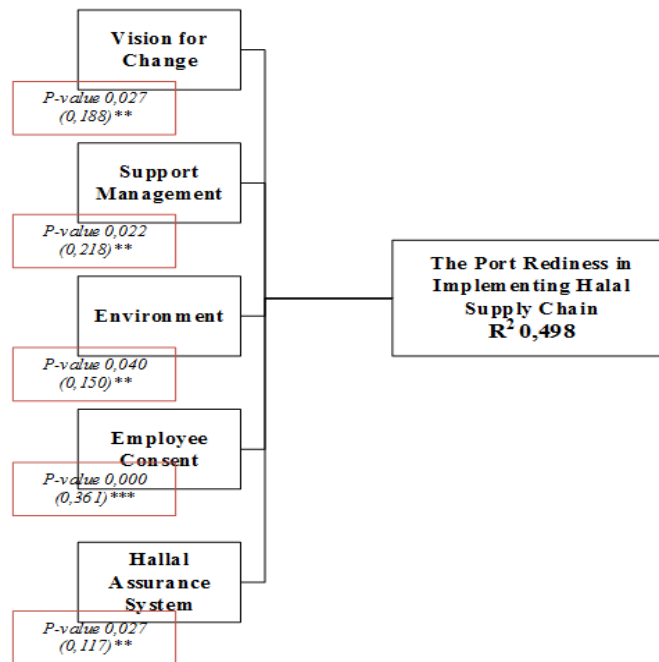 Vision for
Change
P-value 0,027
(0,188)**
Support
Management
P-value 0,022
(0,218)**
Environment
P-value 0,040
(0,150)**
Employee
Consent
P-value 0,000
(0,361)***
Hallal
Assurance
System
P-value 0,027
(0,117)**
The Port Rediness in
Implementing Halal
Supply Chain
R² 0,498